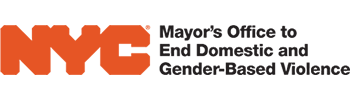 NYC
Mayor's Office to
End Domestic and
Gender-Based Violence